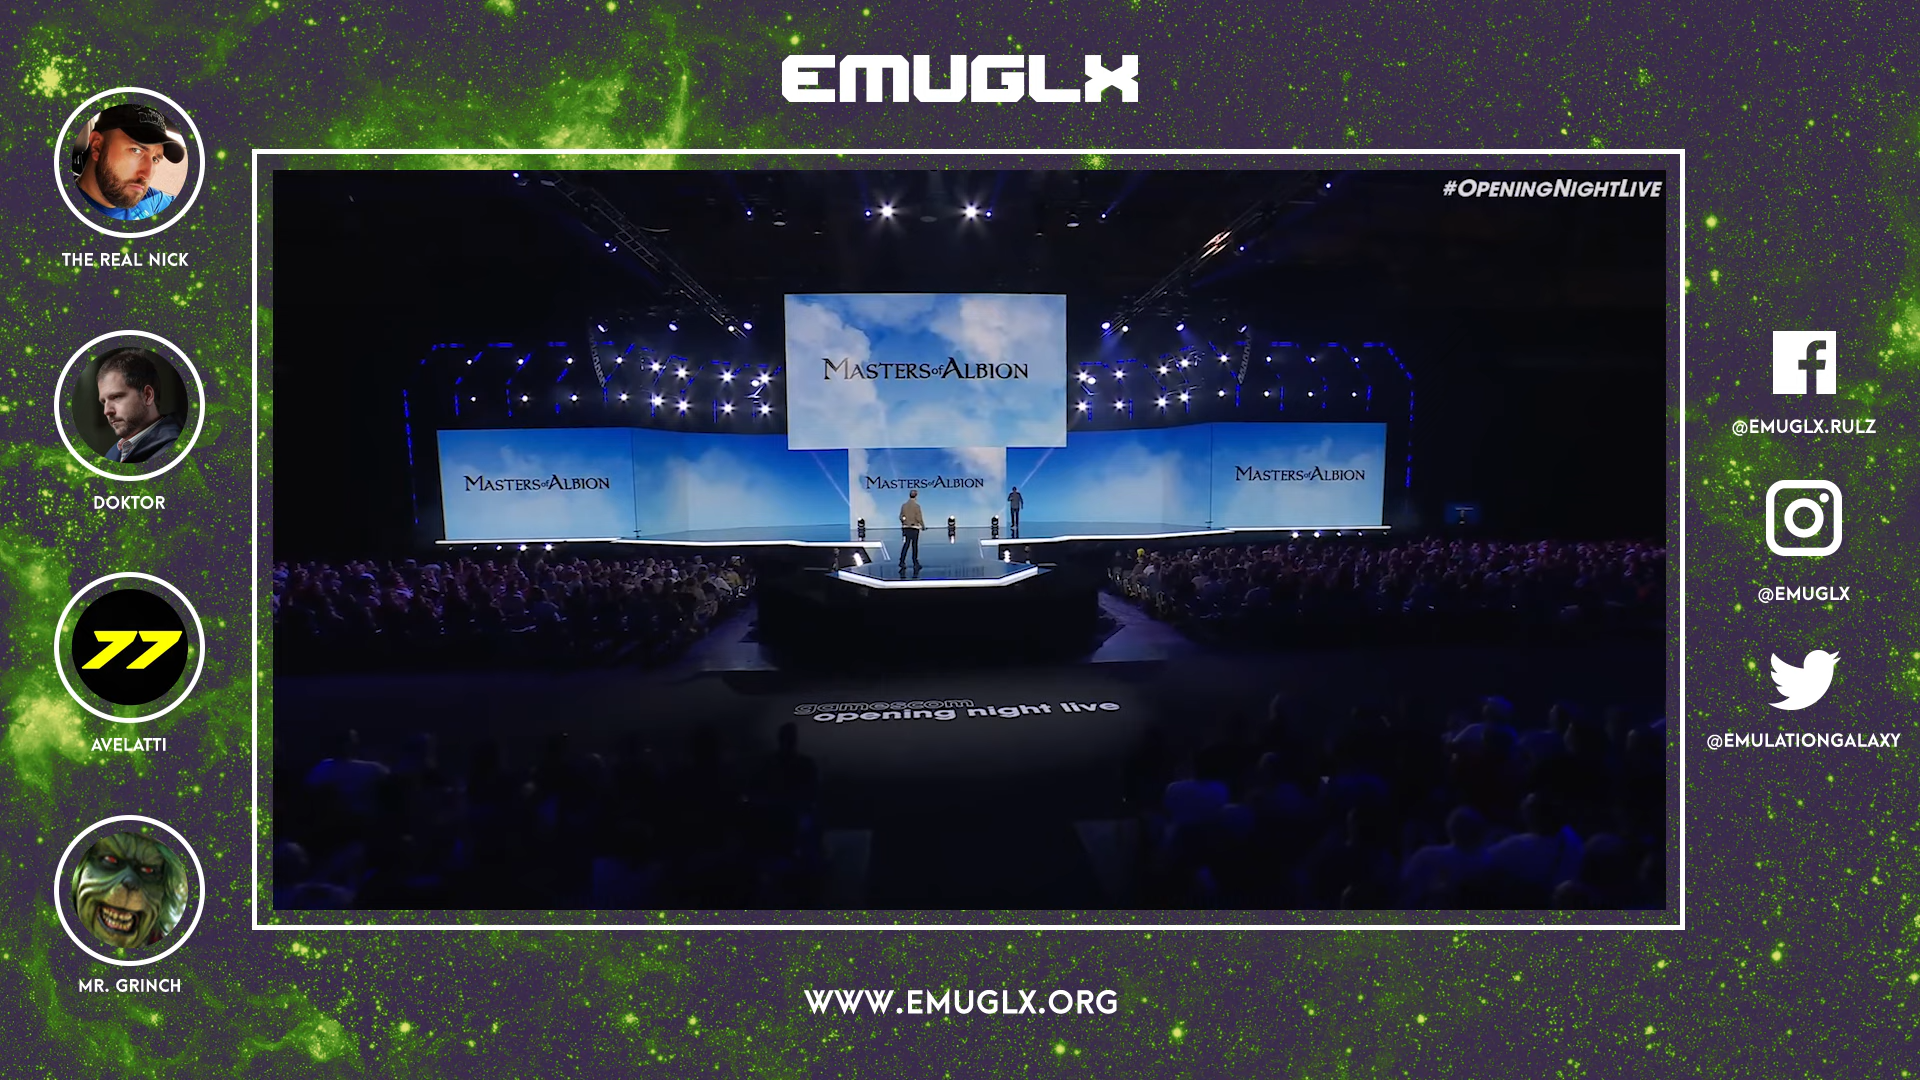 EMUGLX
THE REAL NICK
DOKTOR
77
AVELATTI
MR. GRINCH
#OPENINGNIGHTLIVE
MASTERS of ALBION
MASTERS of ALBION
MASTERS of ALBION
MASTERS of ALBION
gamescom
opening night live
@EMUGLX.RULZ
@EMUGLX
@EMULATIONGALAXY
WWW.EMUGLX.ORG